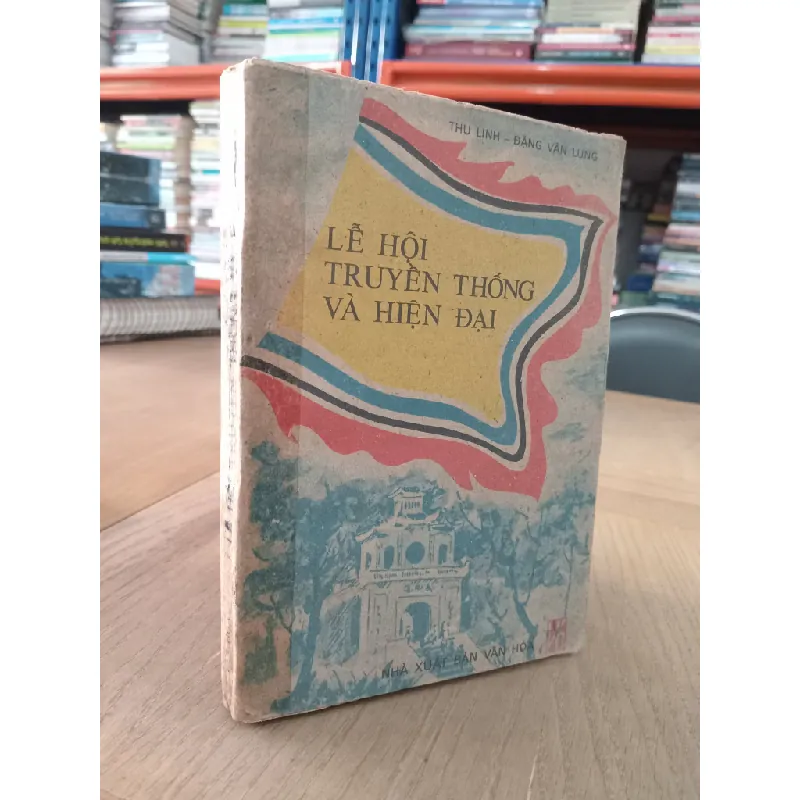 THU LINH - ĐẶNG VĂN LUNG
LỄ HỘI
TRUYỀN THỐNG
VÀ HIỆN ĐẠI
NHÀ XUẤT BẢN VĂN HÓA